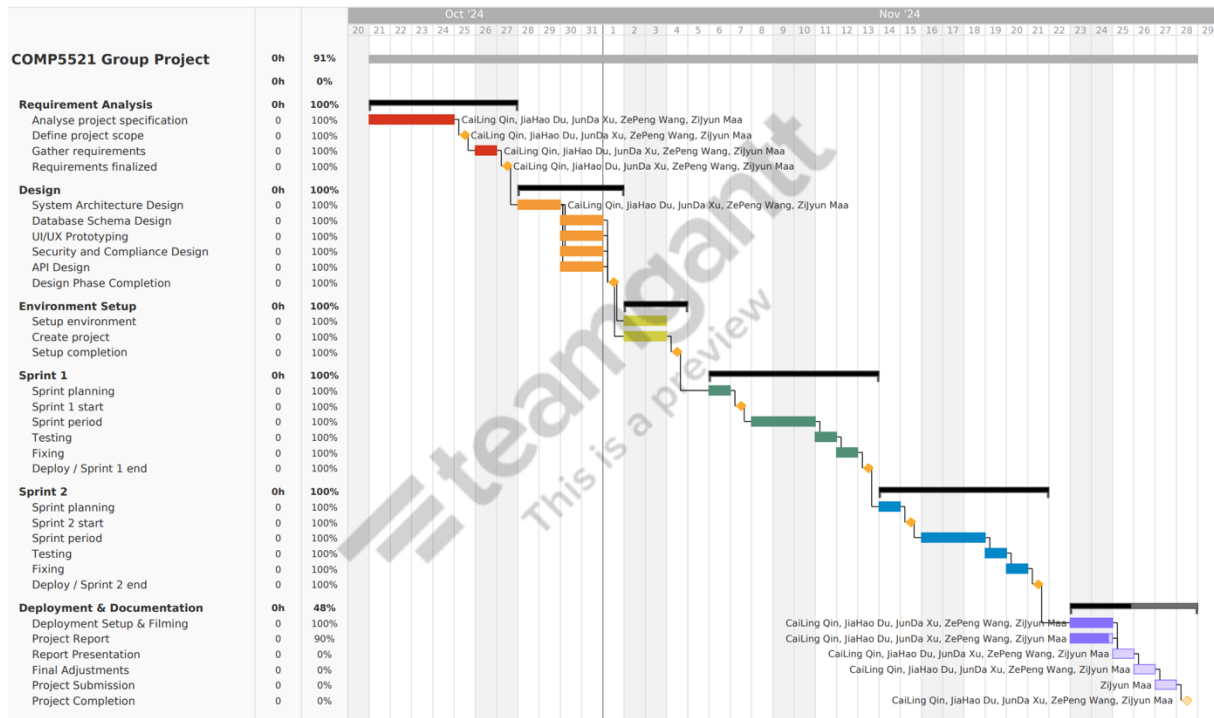 Oct '24 Nov '24
20 21 22 23 24 25 26 27 28 29 30 31 1 2 3 4 5 6 7 8 9 10 11 12 13 14 15 16 17 18 19 20 21 22 23 24 25 26 27 28 29
COMP5521 Group Project 0h 91%
0h 0%
Requirement Analysis 0h 100%
Analyse project specification 0 100% CaiLing Qin, JiaHao Du, JunDa Xu, ZePeng Wang, ZiJyun Maa
Define project scope 0 100% CaiLing Qin, JiaHao Du, JunDa Xu, ZePeng Wang, ZiJyun Maa
Gather requirements 0 100% CaiLing Qin, JiaHao Du, JunDa Xu, ZePeng Wang, ZiJyun Maa
Requirements finalized 0 100% CaiLing Qin, JiaHao Du, JunDa Xu, ZePeng Wang, ZiJyun Maa
Design 0h 100%
System Architecture Design 0 100% CaiLing Qin, JiaHao Du, JunDa Xu, ZePeng Wang, ZiJyun Maa
Database Schema Design 0 100%
UI/UX Prototyping 0 100%
Security and Compliance Design 0 100%
API Design 0 100%
Design Phase Completion 0 100%
Environment Setup 0h 100%
Setup environment 0 100%
Create project 0 100%
Setup completion 0 100%
Sprint 1 0h 100%
Sprint planning 0 100%
Sprint 1 start 0 100%
Sprint period 0 100%
Testing 0 100%
Fixing 0 100%
Deploy / Sprint 1 end 0 100%
Sprint 2 0h 100%
Sprint planning 0 100%
Sprint 2 start 0 100%
Sprint period 0 100%
Testing 0 100%
Fixing 0 100%
Deploy / Sprint 2 end 0 100%
Deployment & Documentation 0h 48%
Deployment Setup & Filming 0 100% CaiLing Qin, JiaHao Du, JunDa Xu, ZePeng Wang, ZiJyun Maa
Project Report 0 90% CaiLing Qin, JiaHao Du, JunDa Xu, ZePeng Wang, ZiJyun Maa
Report Presentation 0 0% CaiLing Qin, JiaHao Du, JunDa Xu, ZePeng Wang, ZiJyun Maa
Final Adjustments 0 0% CaiLing Qin, JiaHao Du, JunDa Xu, ZePeng Wang, ZiJyun Maa
Project Submission 0 0% ZiJyun Maa
Project Completion 0 0% CaiLing Qin, JiaHao Du, JunDa Xu, ZePeng Wang, ZiJyun Maa
teamgantt
This is a preview